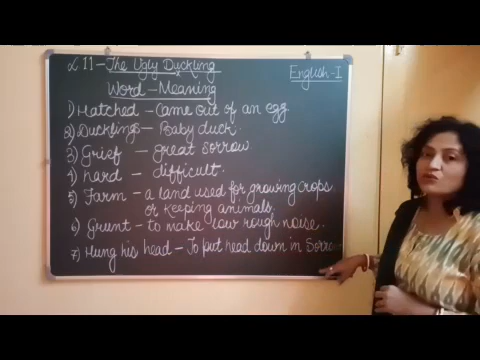 L 11 - The Ugly Duckling
English-I
Word - Meaning
1) Hatched - Came out of an egg
2) Ducklings - Baby duck.
3) Grief - great sorrow
4) hard - difficult.
5) Farm - a land used for growing crops
or keeping animals.
6) Grunt - to make low rough noise.
7) Hung his head - To put head down in Sorrow